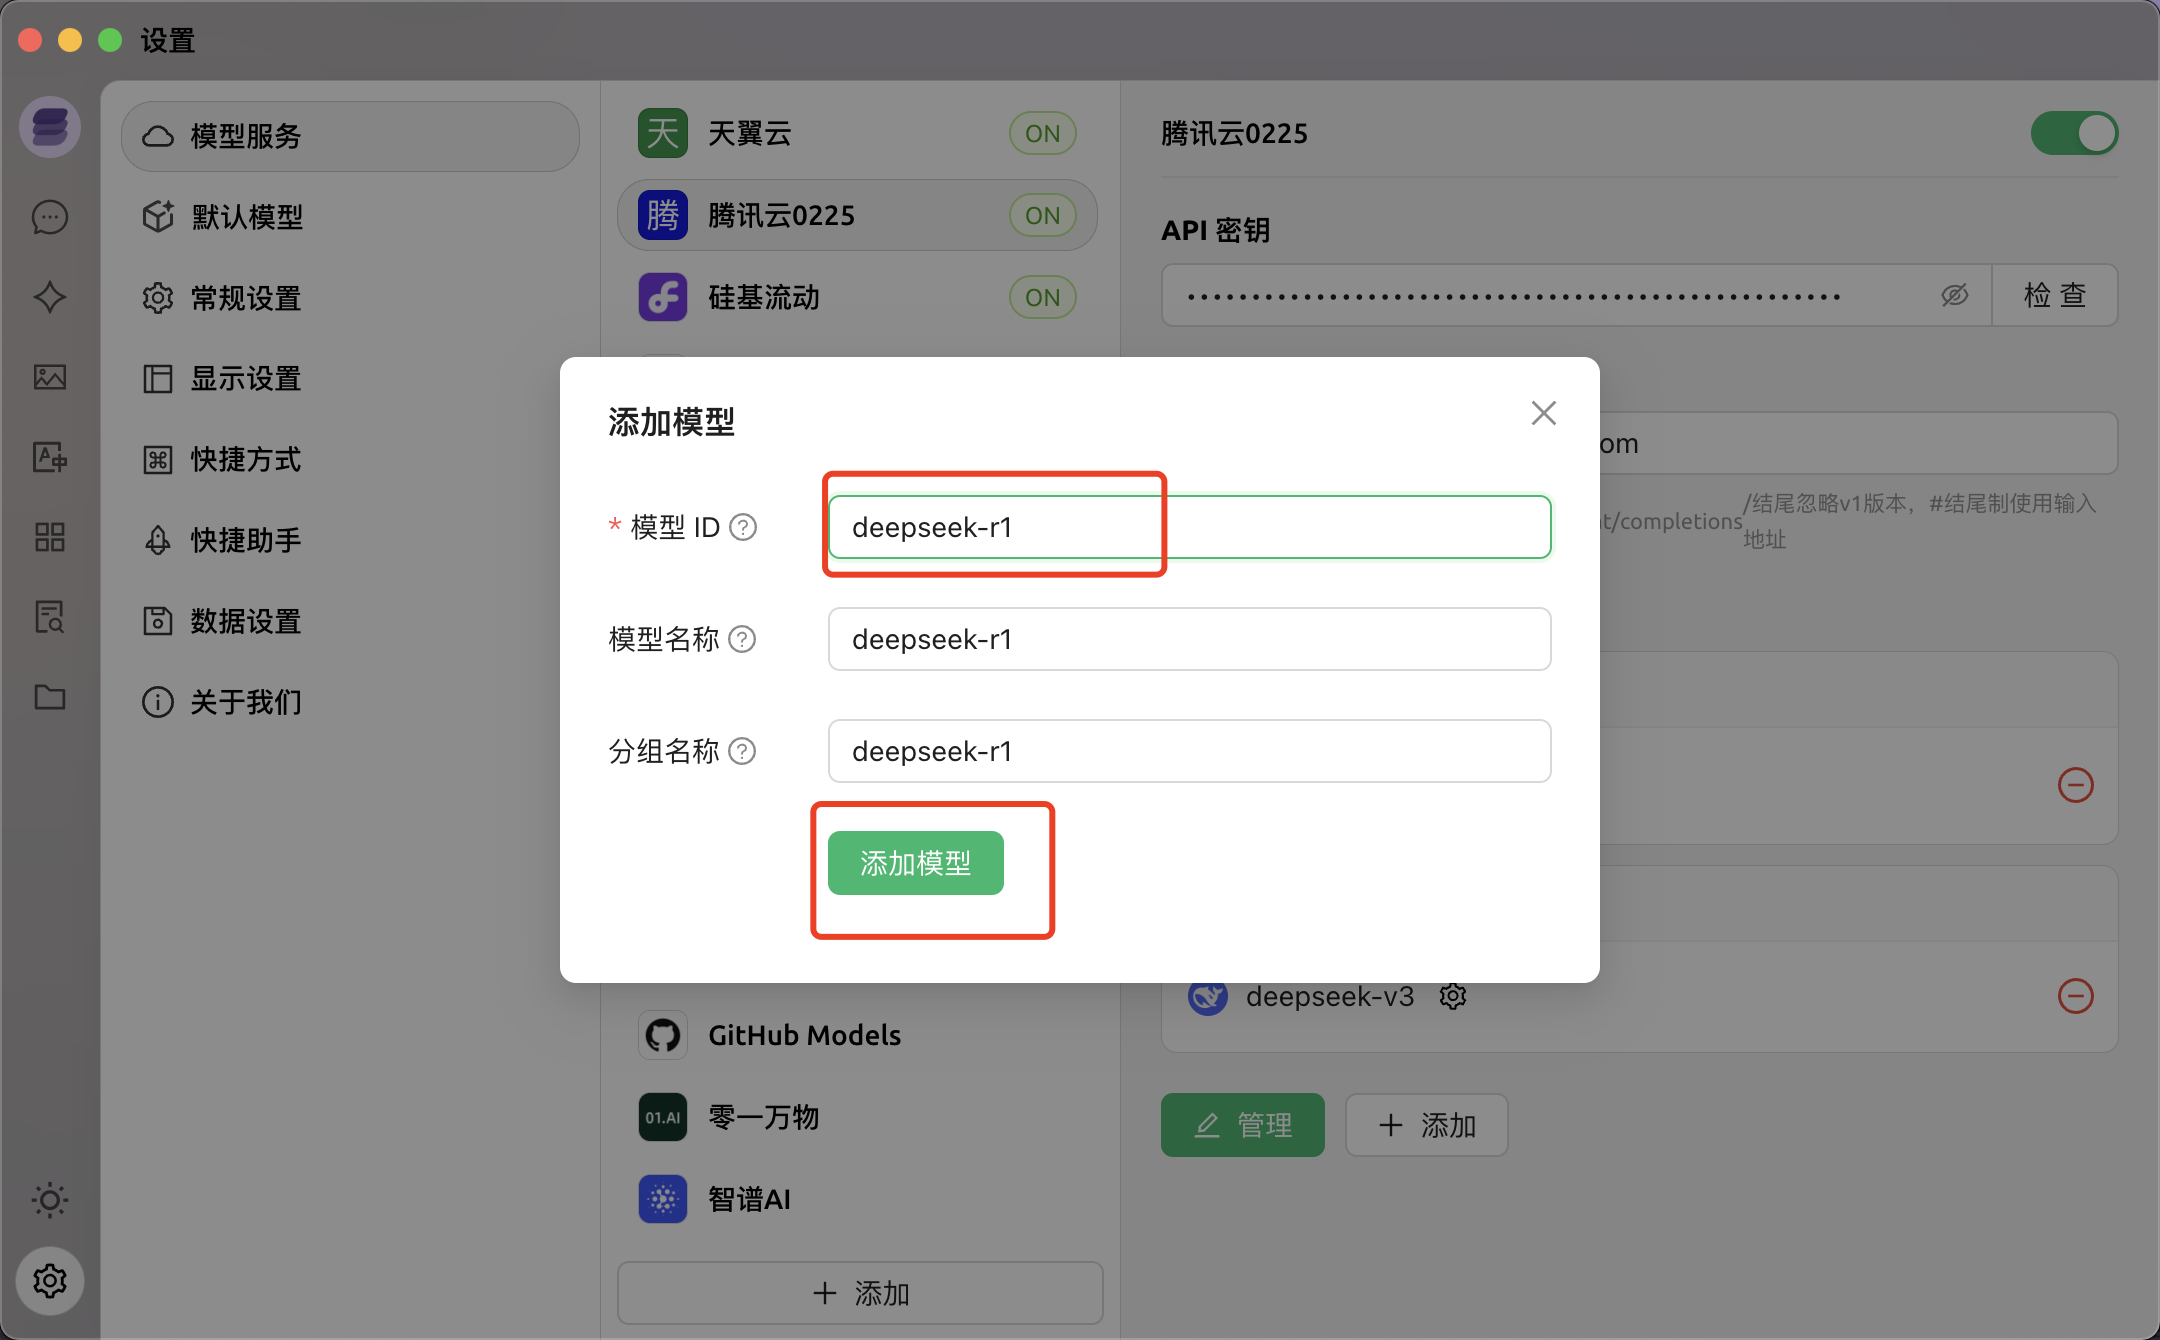 设置
模型服务
默认模型
常规设置
显示设置
快捷方式
快捷助手
数据设置
关于我们
天 天翼云 ON
腾 腾讯云0225 ON
硅基流动 ON
GitHub Models
01.AI 零一万物
智谱AI
添加
腾讯云0225
API 密钥
检 查
om
t/completions
/结尾忽略v1版本，#结尾制使用输入
地址
deepseek-v3
管理
添加
添加模型
* 模型 ID deepseek-r1
模型名称 deepseek-r1
分组名称 deepseek-r1
添加模型